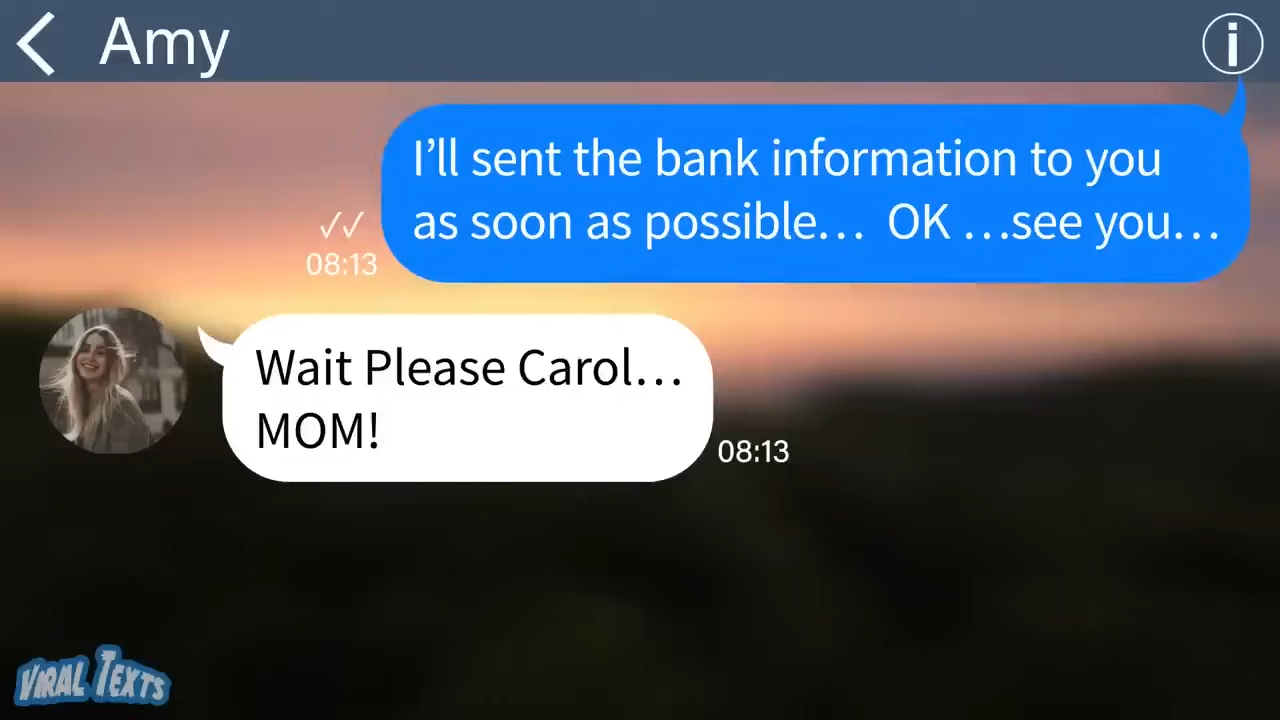 Amy
I’ll sent the bank information to you
as soon as possible… OK …see you…
08:13
Wait Please Carol…
MOM!
08:13
VIRAL TEXTS